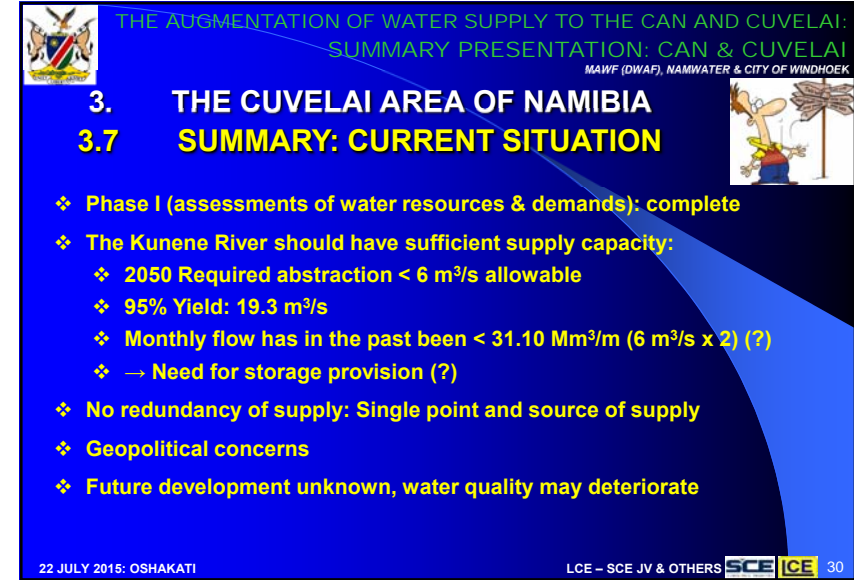 THE AUGMENTATION OF WATER SUPPLY TO THE CAN AND CUVELAI:
SUMMARY PRESENTATION: CAN & CUVELAI
MAWF (DWAF), NAMWATER & CITY OF WINDHOEK
3. THE CUVELAI AREA OF NAMIBIA
3.7 SUMMARY: CURRENT SITUATION
❖ Phase I (assessments of water resources & demands): complete
❖ The Kunene River should have sufficient supply capacity:
❖ 2050 Required abstraction < 6 m³/s allowable
❖ 95% Yield: 19.3 m³/s
❖ Monthly flow has in the past been < 31.10 Mm³/m (6 m³/s x 2) (?)
❖ → Need for storage provision (?)
❖ No redundancy of supply: Single point and source of supply
❖ Geopolitical concerns
❖ Future development unknown, water quality may deteriorate
22 JULY 2015: OSHAKATI
LCE – SCE JV & OTHERS SCE LCE 30